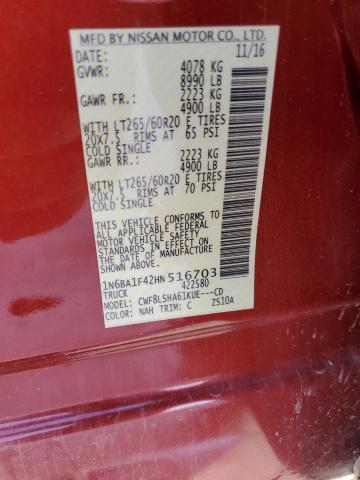 MFD BY NISSAN MOTOR CO., LTD.
DATE: 11/16
GVWR: 4078 KG
8990 LB
GAWR FR.: 2223 KG
4900 LB
WITH LT265/60R20 E TIRES
20X7.5, RIMS AT 65 PSI
COLD SINGLE
GAWR RR.: 2223 KG
4900 LB
WITH LT265/60R20 E TIRES
20X7.5, RIMS AT 70 PSI
COLD SINGLE
THIS VEHICLE CONFORMS TO ALL
APPLICABLE FEDERAL MOTOR
VEHICLE SAFETY STANDARDS IN
EFFECT ON THE DATE OF
MANUFACTURE SHOWN ABOVE.
1N6BA1F42HN516703
TRUCK 422580
MODEL: CWF8LSHA61KUE---CD
COLOR: NAH TRIM: C ZS10A